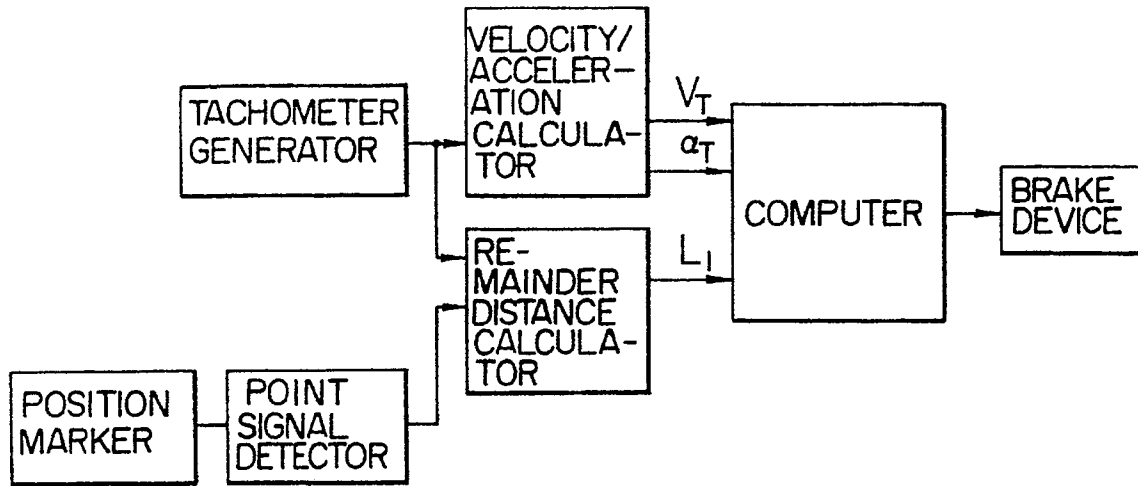 VELOCITY/
ACCELER-
ATION
CALCULA-
TOR
TACHOMETER
GENERATOR
V_T
α_T
COMPUTER
BRAKE
DEVICE
RE-
MAINDER
DISTANCE
CALCULA-
TOR
L_1
POSITION
MARKER
POINT
SIGNAL
DETECTOR